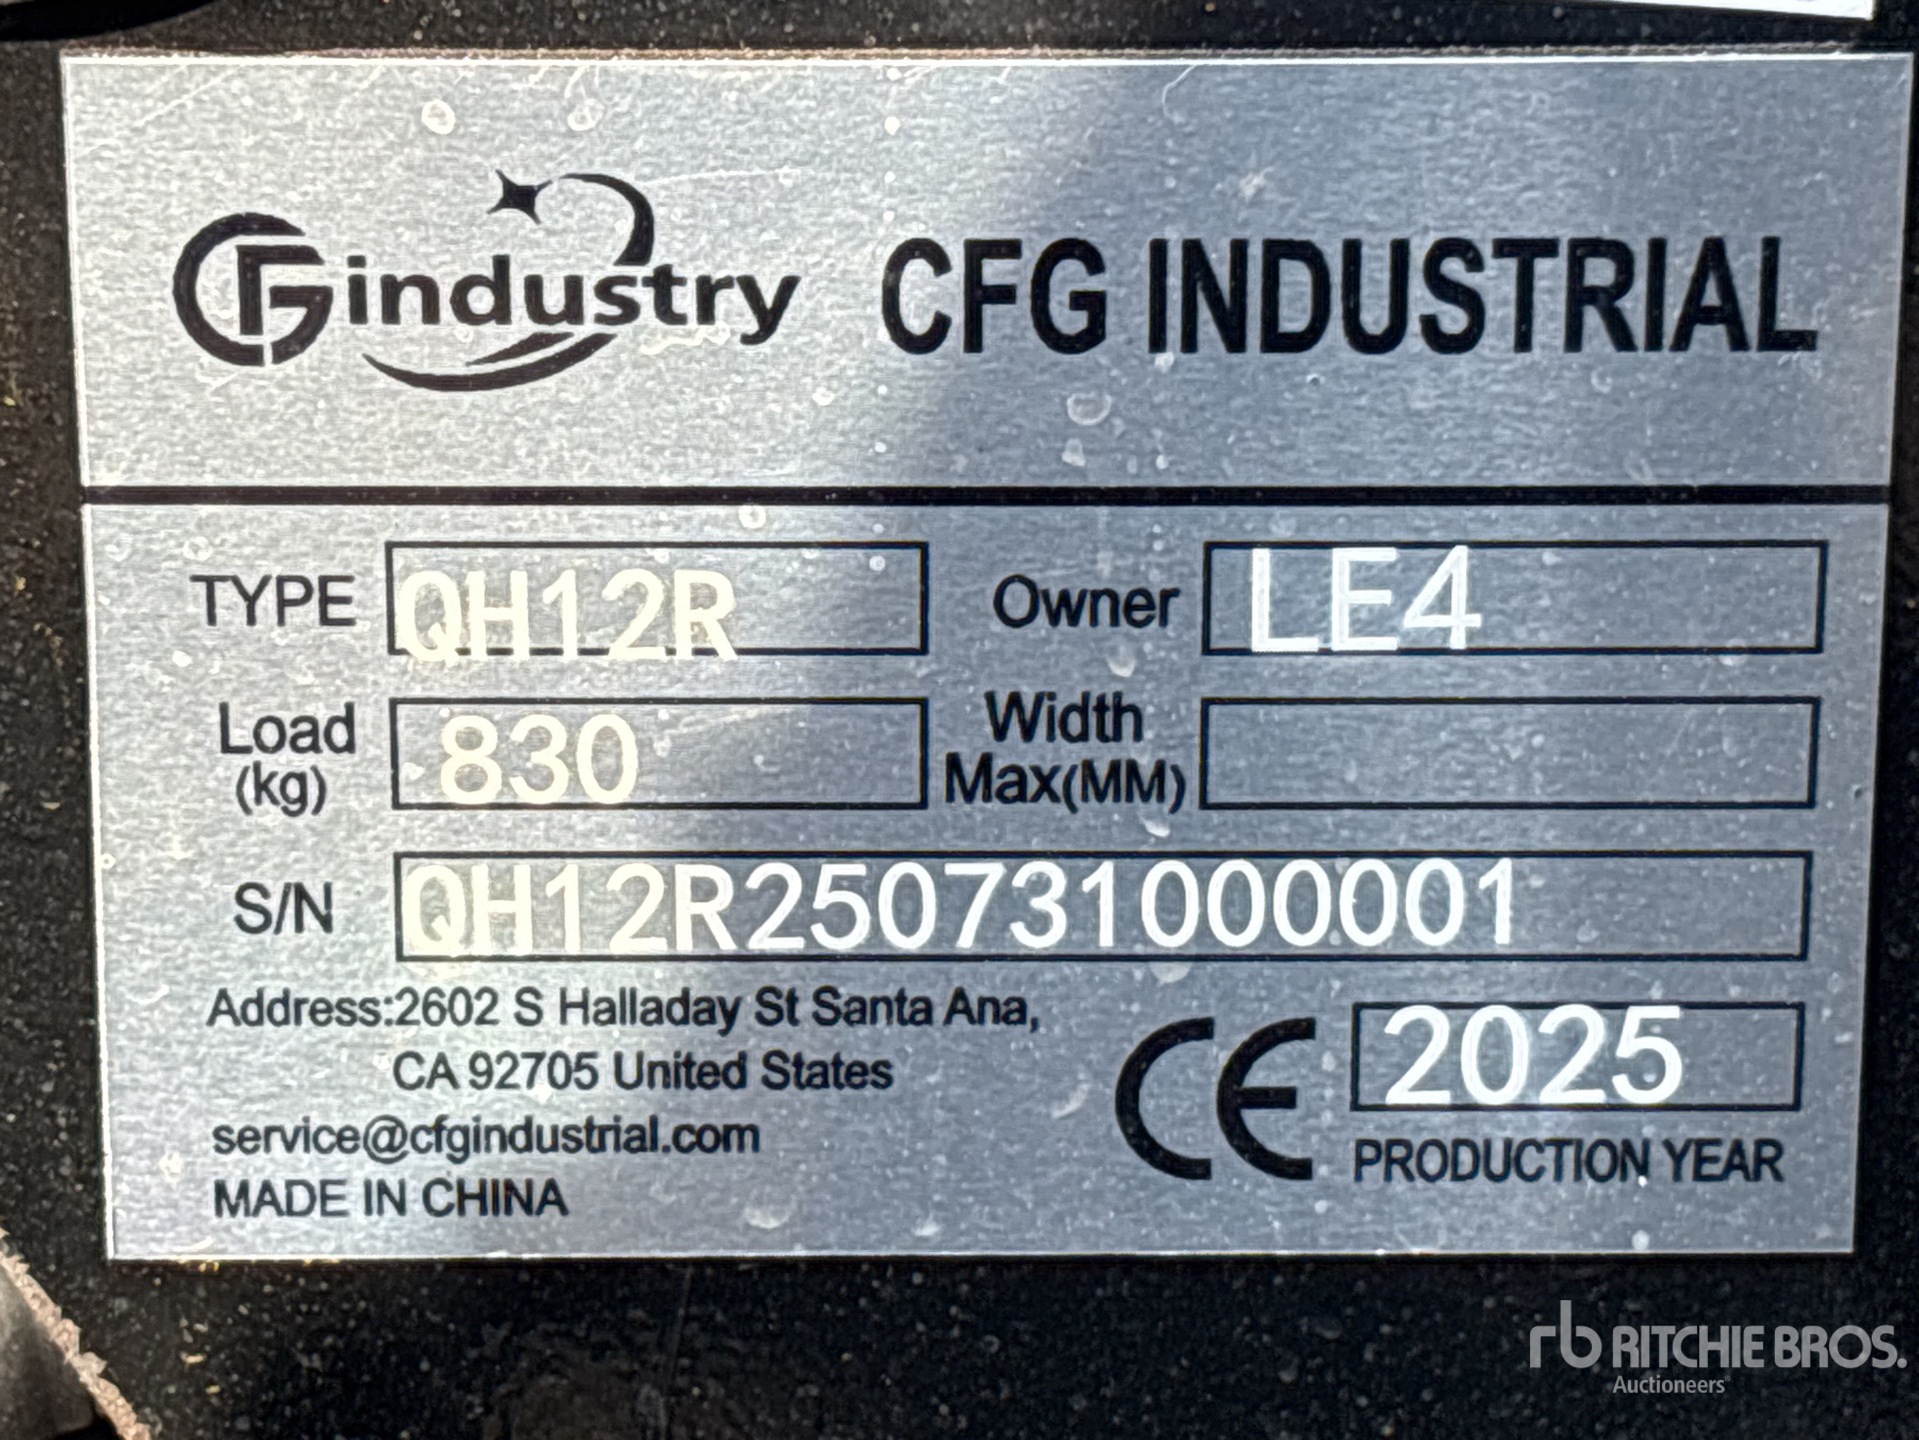 CFG industry CFG INDUSTRIAL
TYPE QH12R Owner LE4
Load (kg) 830 Width Max(MM)
S/N QH12R250731000001
Address:2602 S Halladay St Santa Ana,
CA 92705 United States
service@cfgindustrial.com
MADE IN CHINA
CE 2025
PRODUCTION YEAR
rb RITCHIE BROS.
Auctioneers